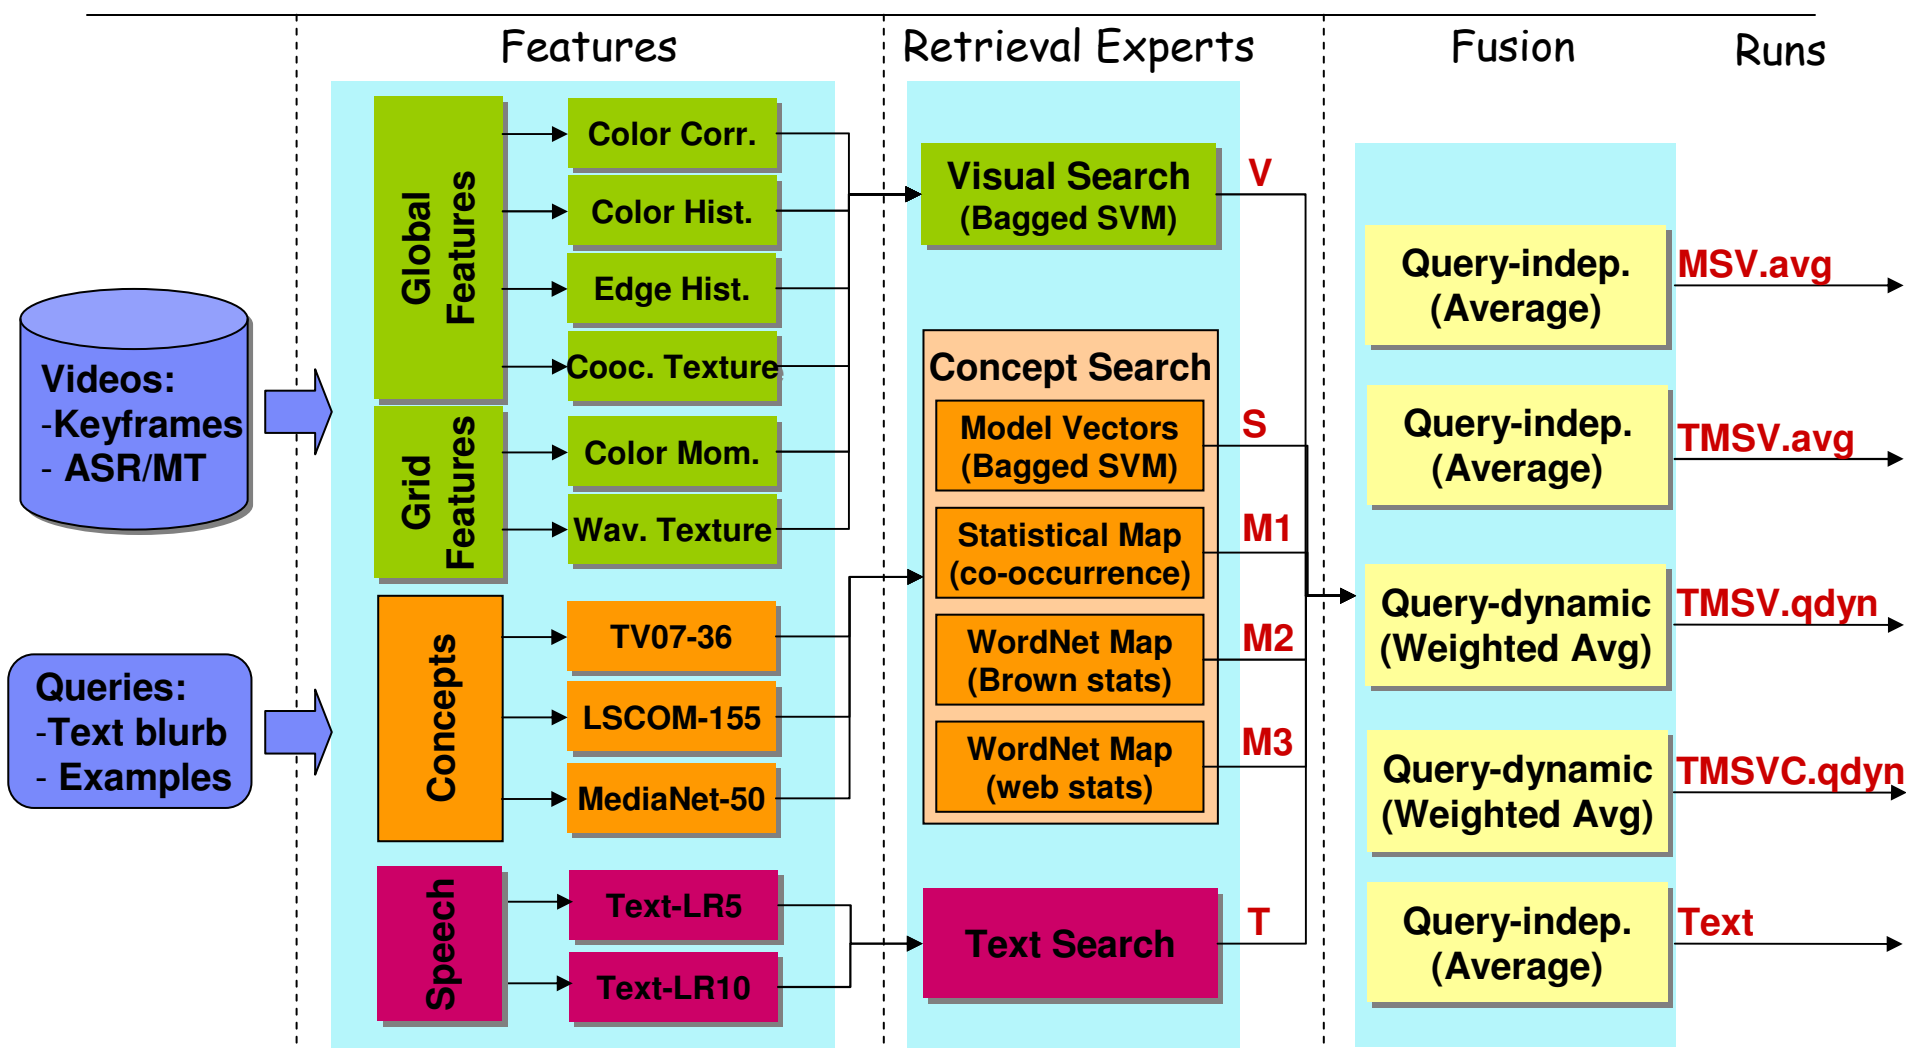 Features
Retrieval Experts
Fusion
Runs
Videos:
-Keyframes
- ASR/MT
Queries:
-Text blurb
- Examples
Global
Features
Grid
Features
Concepts
Speech
Color Corr.
Color Hist.
Edge Hist.
Cooc. Texture
Color Mom.
Wav. Texture
TV07-36
LSCOM-155
MediaNet-50
Text-LR5
Text-LR10
Visual Search
(Bagged SVM)
V
Concept Search
Model Vectors
(Bagged SVM)
S
Statistical Map
(co-occurrence)
M1
WordNet Map
(Brown stats)
M2
WordNet Map
(web stats)
M3
Text Search
T
Query-indep.
(Average)
MSV.avg
Query-indep.
(Average)
TMSV.avg
Query-dynamic
(Weighted Avg)
TMSV.qdyn
Query-dynamic
(Weighted Avg)
TMSVC.qdyn
Query-indep.
(Average)
Text